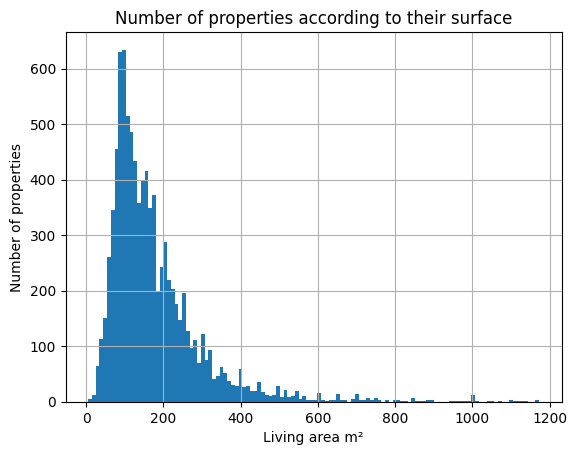 Number of properties according to their surface
Number of properties
600
500
400
300
200
100
0
0 200 400 600 800 1000 1200
Living area m²